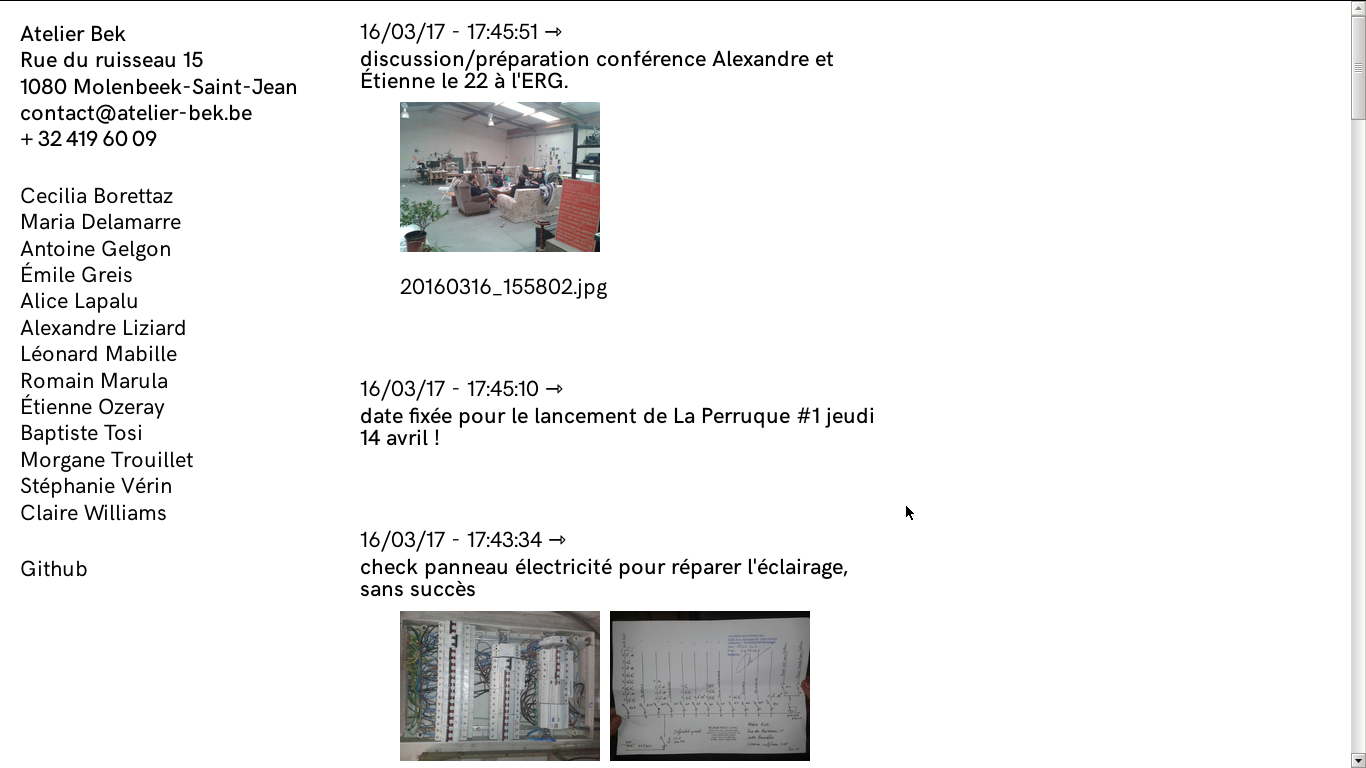 Atelier Bek
Rue du ruisseau 15
1080 Molenbeek-Saint-Jean
contact@atelier-bek.be
+ 32 419 60 09
Cecilia Borettaz
Maria Delamarre
Antoine Gelgon
Émile Greis
Alice Lapalu
Alexandre Liziard
Léonard Mabille
Romain Marula
Étienne Ozeray
Baptiste Tosi
Morgane Trouillet
Stéphanie Vérin
Claire Williams
Github
16/03/17 - 17:45:51 →
discussion/préparation conférence Alexandre et
Étienne le 22 à l'ERG.
20160316_155802.jpg
16/03/17 - 17:45:10 →
date fixée pour le lancement de La Perruque #1 jeudi
14 avril !
16/03/17 - 17:43:34 →
check panneau électricité pour réparer l'éclairage,
sans succès